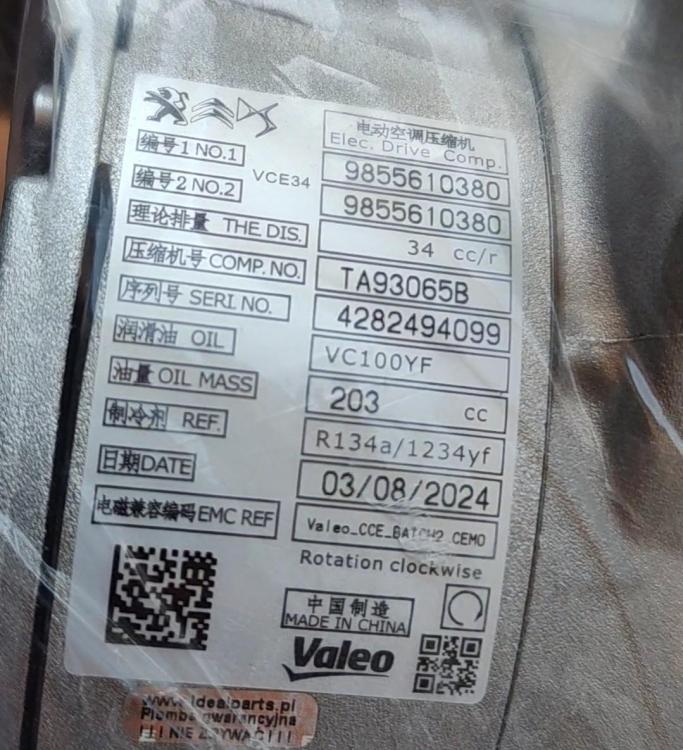 电动空调压缩机
Elec. Drive Comp.
编号1 NO.1
9855610380
VCE34
编号2 NO.2
9855610380
理论排量 THE DIS.
34 cc/r
压缩机号 COMP. NO.
TA93065B
序列号 SERI. NO.
4282494099
润滑油 OIL
VC100YF
油量 OIL MASS
203 cc
制冷剂 REF.
R134a/1234yf
日期DATE
03/08/2024
电磁兼容编码EMC REF
Valeo_CCE_BATCH2_CEMO
Rotation clockwise
中国制造
MADE IN CHINA
Valeo
www.idealparts.pl
Plomba gwarancyjna
!!! NIE ZRYWAĆ!!!